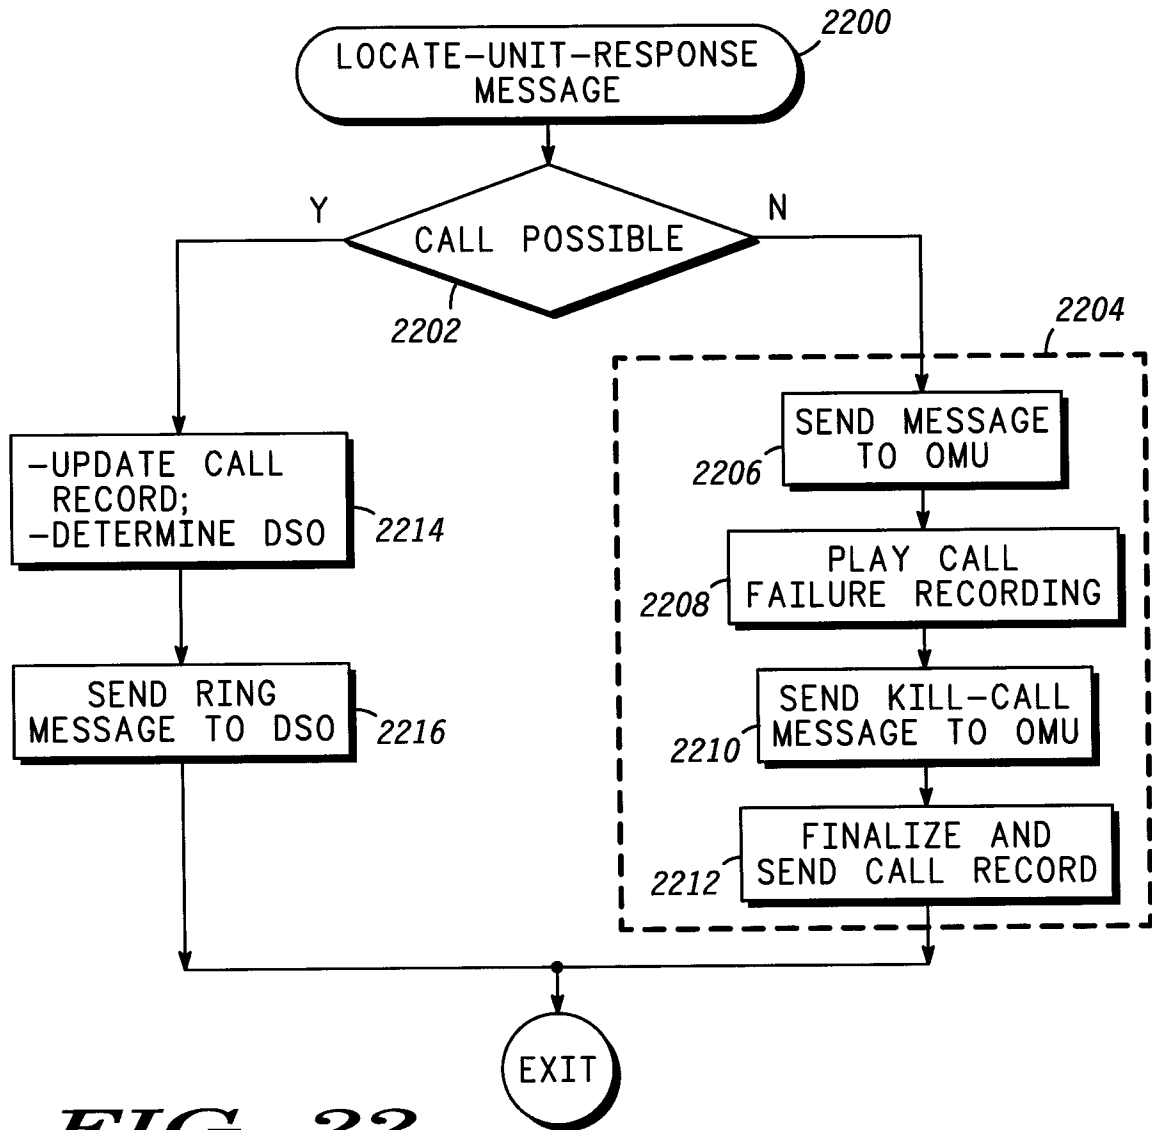 2200
LOCATE-UNIT-RESPONSE
MESSAGE
Y
N
CALL POSSIBLE
2202
2204
SEND MESSAGE
TO OMU
2206
-UPDATE CALL
RECORD;
-DETERMINE DSO
2214
PLAY CALL
FAILURE RECORDING
2208
SEND RING
MESSAGE TO DSO
2216
SEND KILL-CALL
MESSAGE TO OMU
2210
FINALIZE AND
SEND CALL RECORD
2212
EXIT
FIG. 22